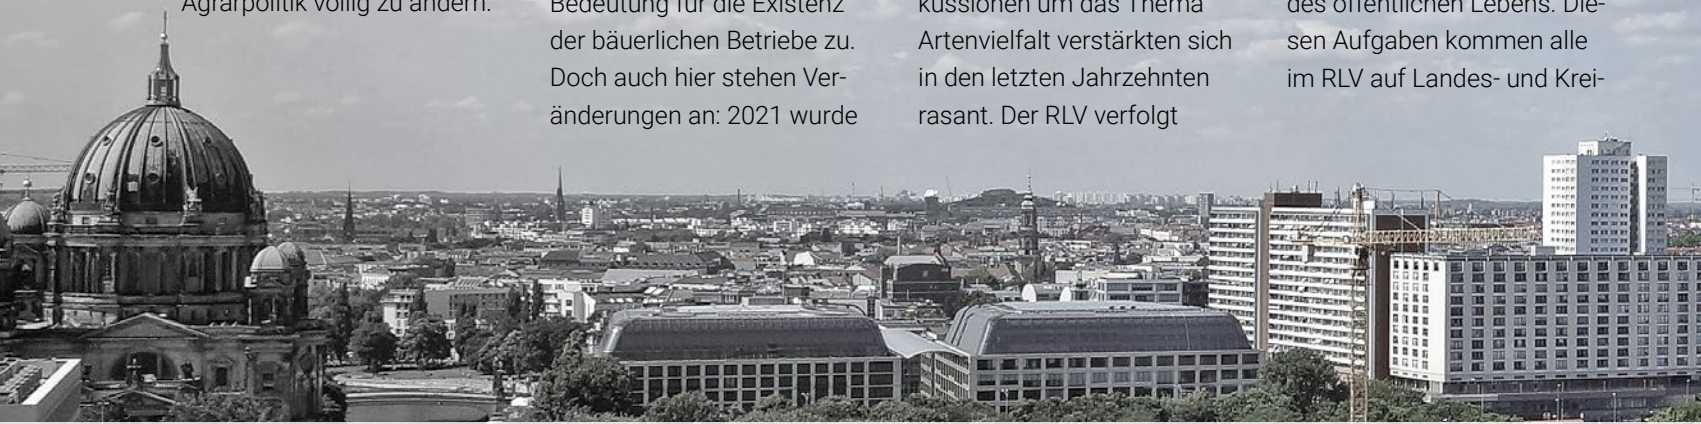 Agrarpolitik völlig zu ändern.
Bedeutung für die Existenz
der bäuerlichen Betriebe zu.
Doch auch hier stehen Ver-
änderungen an: 2021 wurde
kussionen um das Thema
Artenvielfalt verstärkten sich
in den letzten Jahrzehnten
rasant. Der RLV verfolgt
des öffentlichen Lebens. Die-
sen Aufgaben kommen alle
im RLV auf Landes- und Krei-